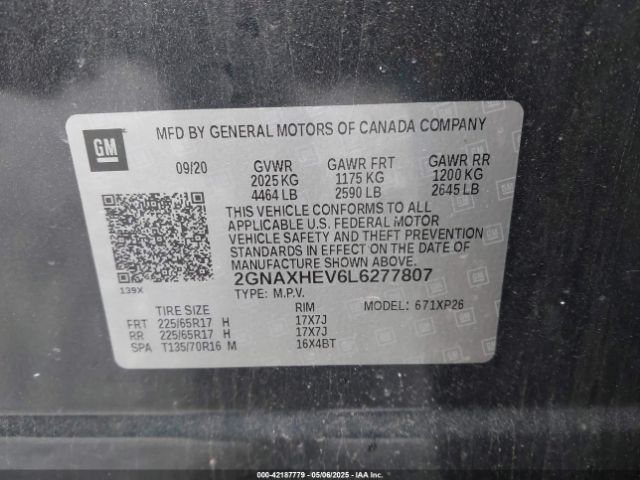 GM
MFD BY GENERAL MOTORS OF CANADA COMPANY
09/20 GVWR GAWR FRT GAWR RR
2025 KG 1175 KG 1200 KG
4464 LB 2590 LB 2645 LB
THIS VEHICLE CONFORMS TO ALL
APPLICABLE U.S. FEDERAL MOTOR
VEHICLE SAFETY AND THEFT PREVENTION
STANDARDS IN EFFECT ON THE DATE OF
MANUFACTURE SHOWN ABOVE.
139X
2GNAXHEV6L6277807
TYPE: M.P.V.
TIRE SIZE RIM MODEL: 671XP26
FRT 225/65R17 H 17X7J
RR 225/65R17 H 17X7J
SPA T135/70R16 M 16X4BT
000-42187779 - 05/06/2025 - IAA